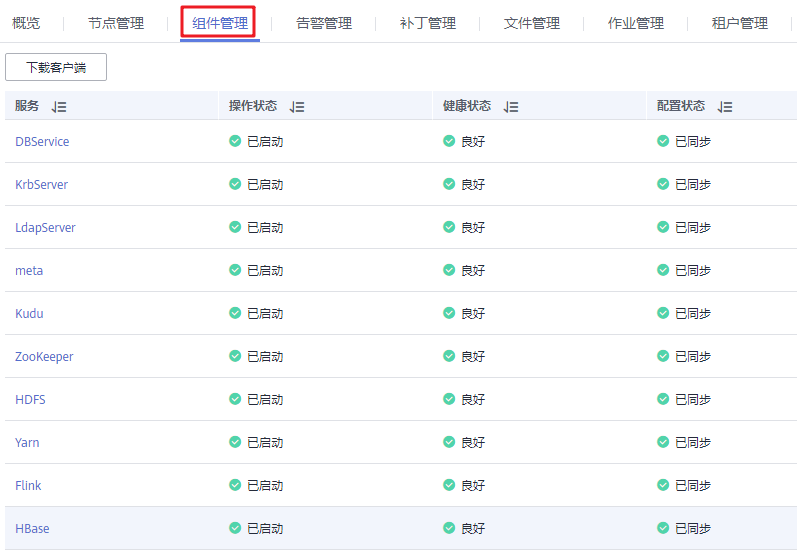 概览 节点管理 组件管理 告警管理 补丁管理 文件管理 作业管理 租户管理
下载客户端
服务 操作状态 健康状态 配置状态
DBService 已启动 良好 已同步
KrbServer 已启动 良好 已同步
LdapServer 已启动 良好 已同步
meta 已启动 良好 已同步
Kudu 已启动 良好 已同步
ZooKeeper 已启动 良好 已同步
HDFS 已启动 良好 已同步
Yarn 已启动 良好 已同步
Flink 已启动 良好 已同步
HBase 已启动 良好 已同步